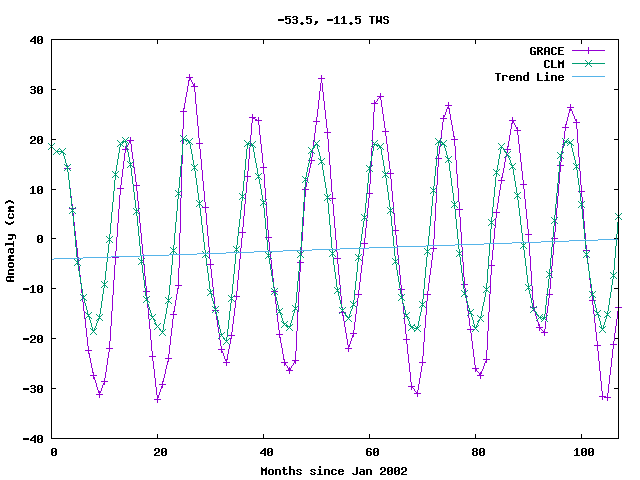 -53.5, -11.5 TWS
GRACE
CLM
Trend Line
40
30
20
10
0
-10
-20
-30
-40
Anomaly (cm)
0 20 40 60 80 100
Months since Jan 2002